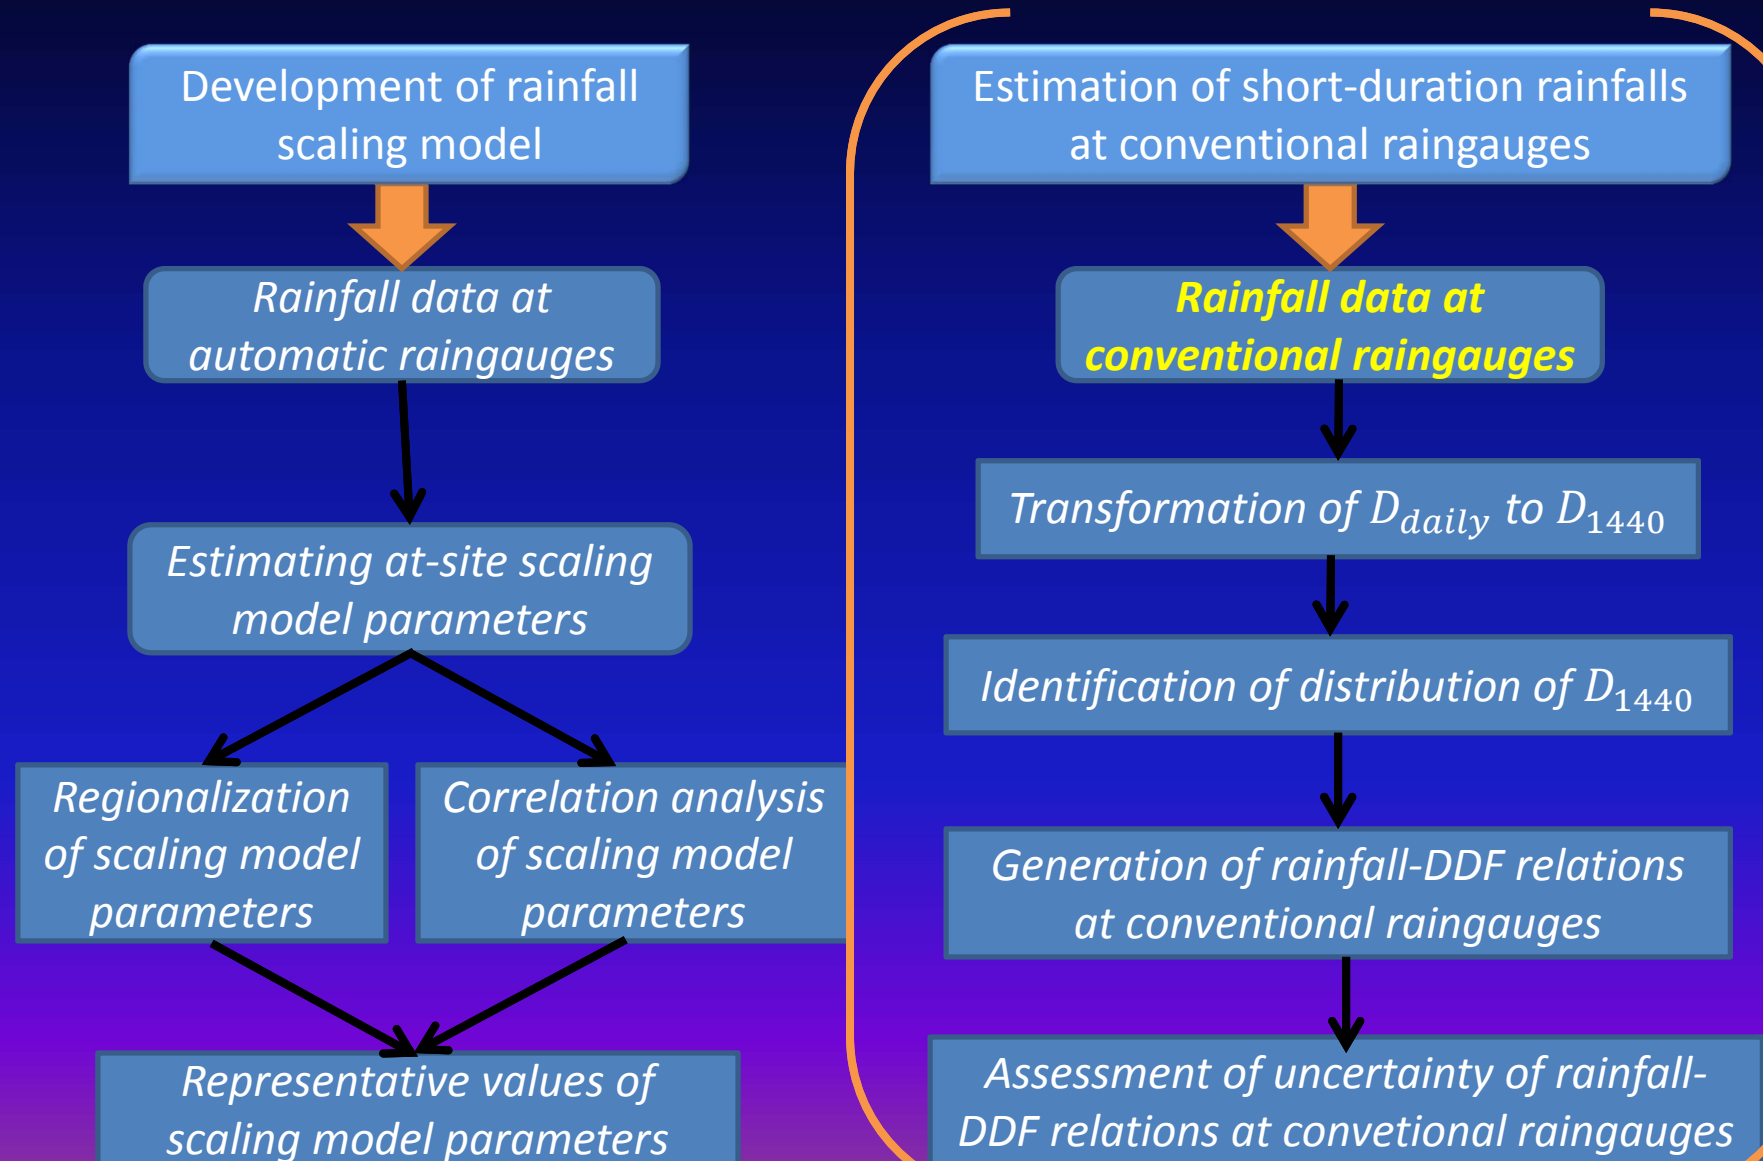 Development of rainfall
scaling model
Rainfall data at
automatic raingauges
Estimating at-site scaling
model parameters
Regionalization
of scaling model
parameters
Correlation analysis
of scaling model
parameters
Representative values of
scaling model parameters
Estimation of short-duration rainfalls
at conventional raingauges
Rainfall data at
conventional raingauges
Transformation of D_daily to D_1440
Identification of distribution of D_1440
Generation of rainfall-DDF relations
at conventional raingauges
Assessment of uncertainty of rainfall-
DDF relations at convetional raingauges